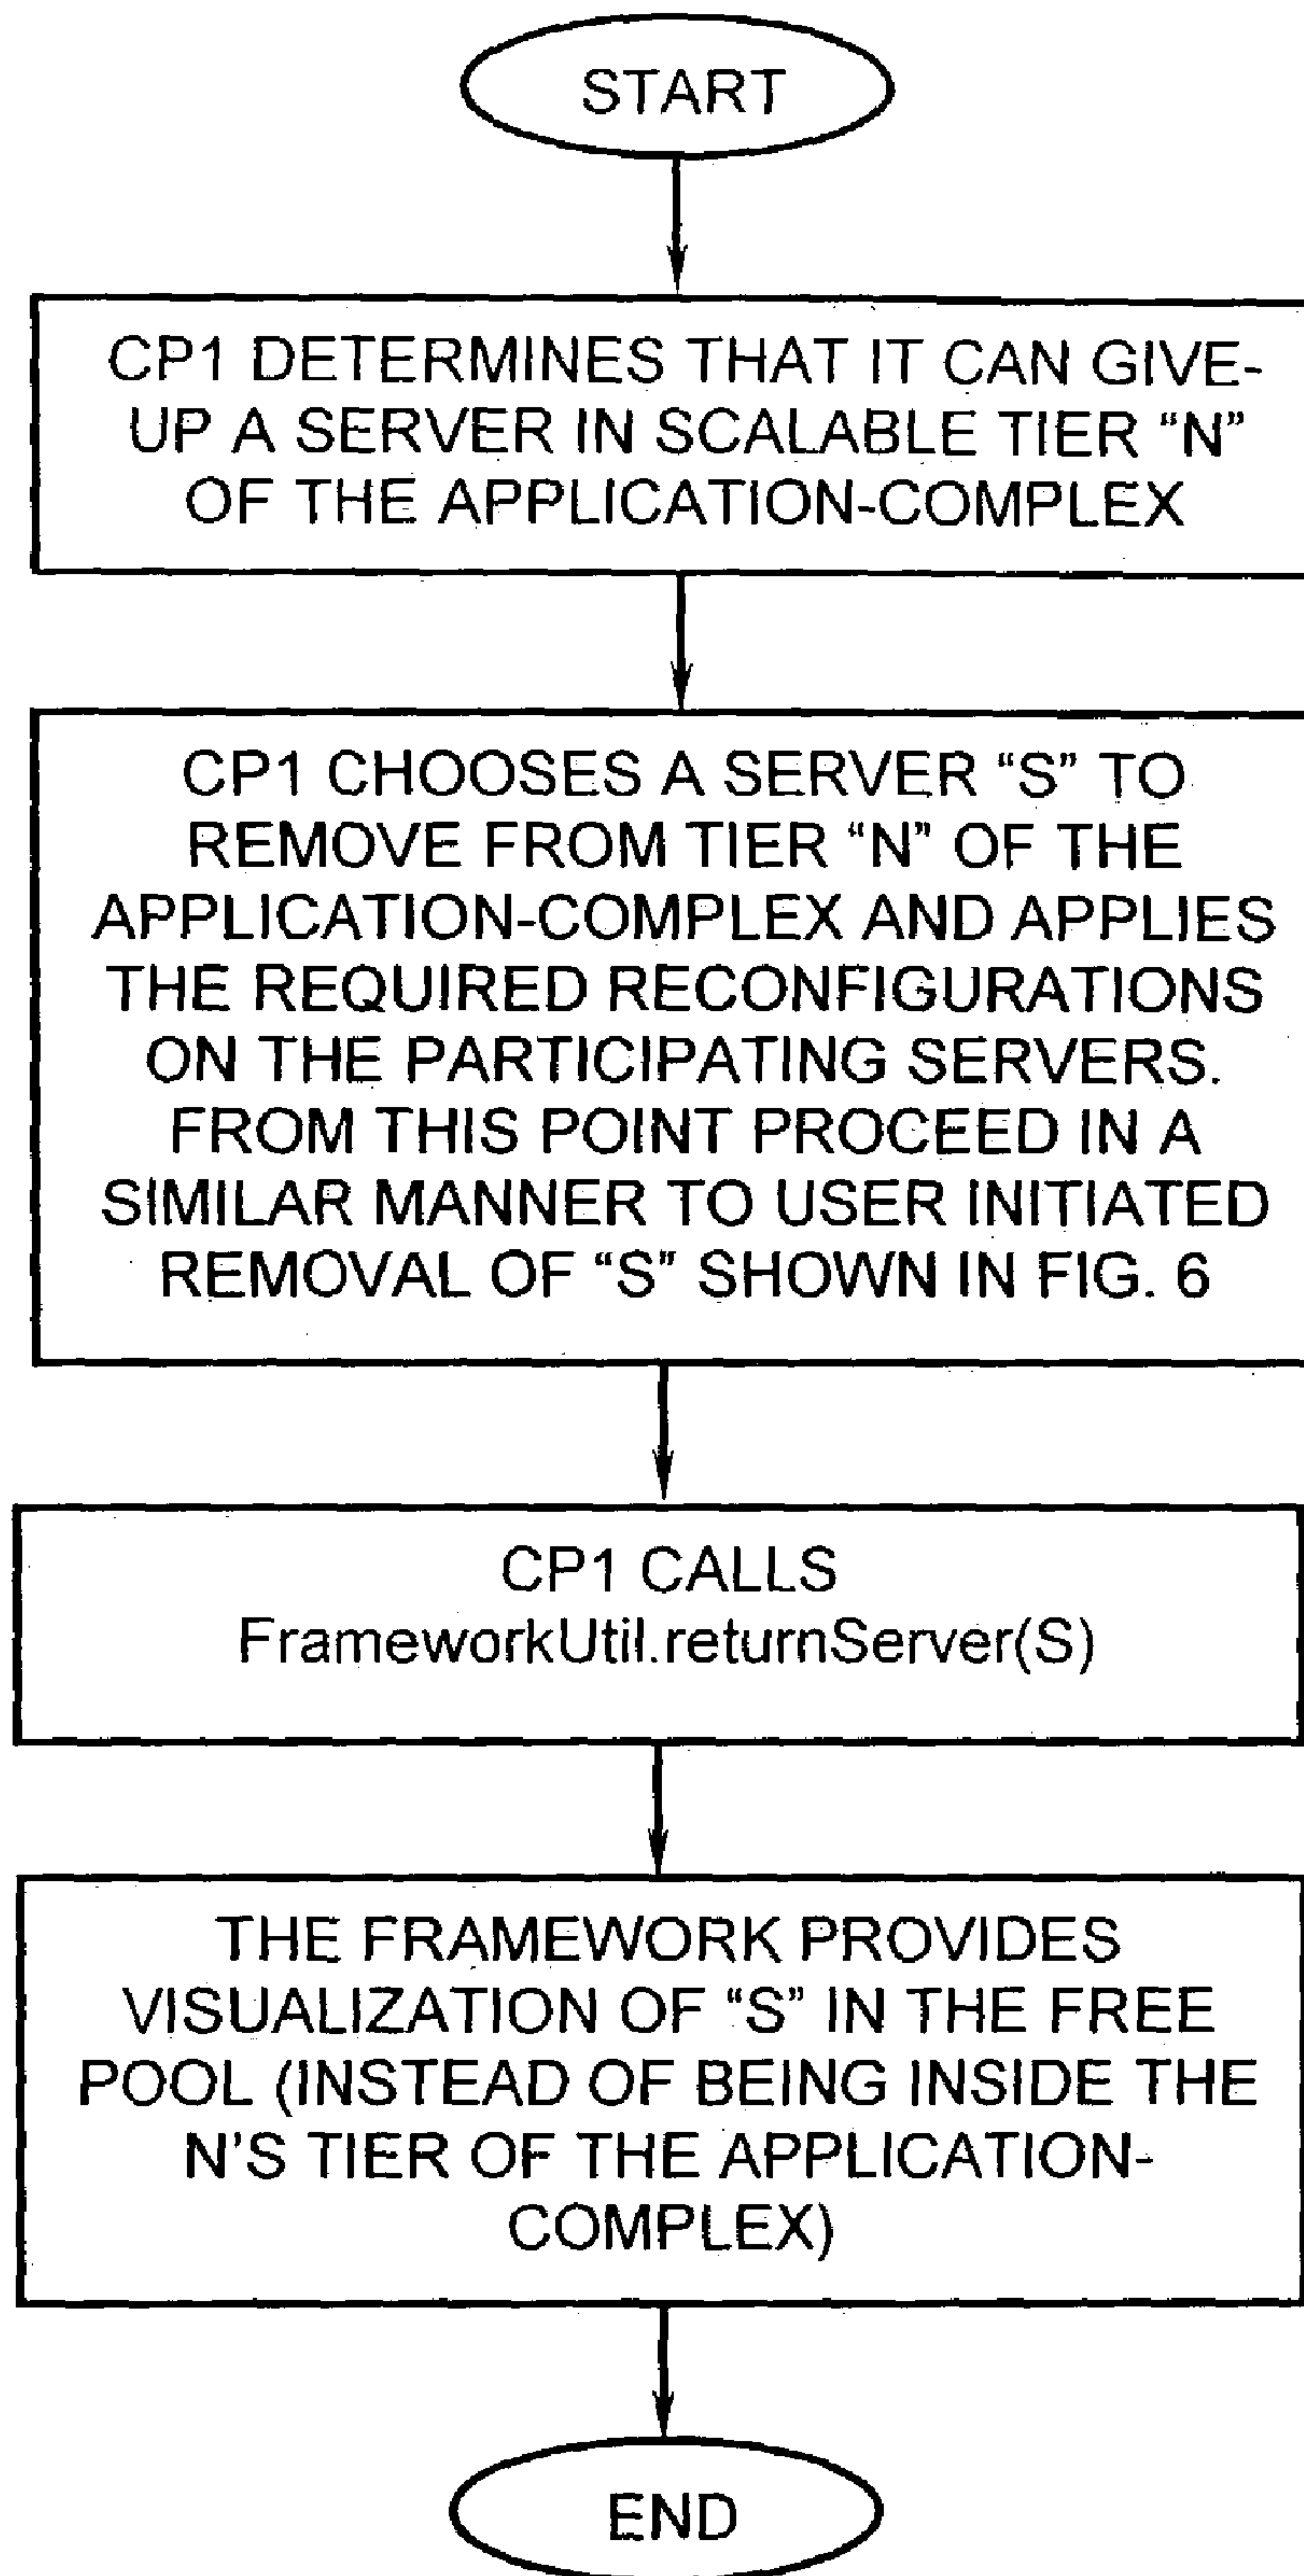 START
CP1 DETERMINES THAT IT CAN GIVE-
UP A SERVER IN SCALABLE TIER “N”
OF THE APPLICATION-COMPLEX
CP1 CHOOSES A SERVER “S” TO
REMOVE FROM TIER “N” OF THE
APPLICATION-COMPLEX AND APPLIES
THE REQUIRED RECONFIGURATIONS
ON THE PARTICIPATING SERVERS.
FROM THIS POINT PROCEED IN A
SIMILAR MANNER TO USER INITIATED
REMOVAL OF “S” SHOWN IN FIG. 6
CP1 CALLS
FrameworkUtil.returnServer(S)
THE FRAMEWORK PROVIDES
VISUALIZATION OF “S” IN THE FREE
POOL (INSTEAD OF BEING INSIDE THE
N’S TIER OF THE APPLICATION-
COMPLEX)
END